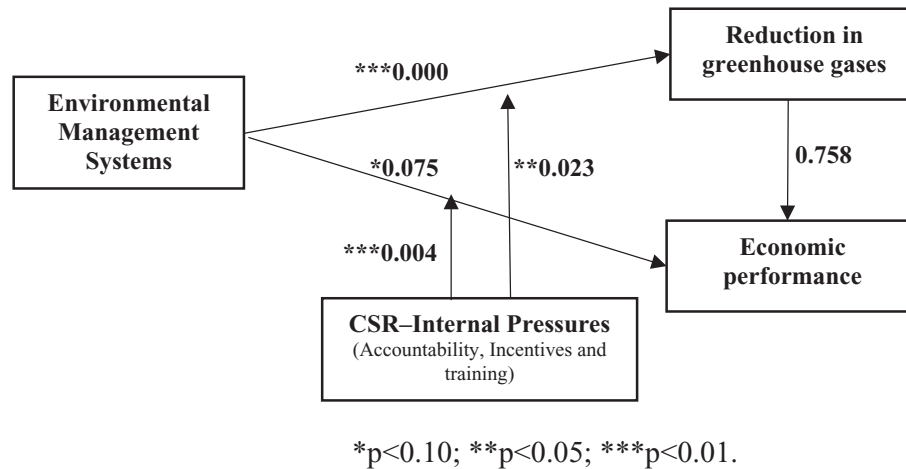 Reduction in
greenhouse gases
***0.000
Environmental
Management
Systems
*0.075
**0.023
0.758
***0.004
Economic
performance
CSR–Internal Pressures
(Accountability, Incentives and
training)
*p<0.10; **p<0.05; ***p<0.01.